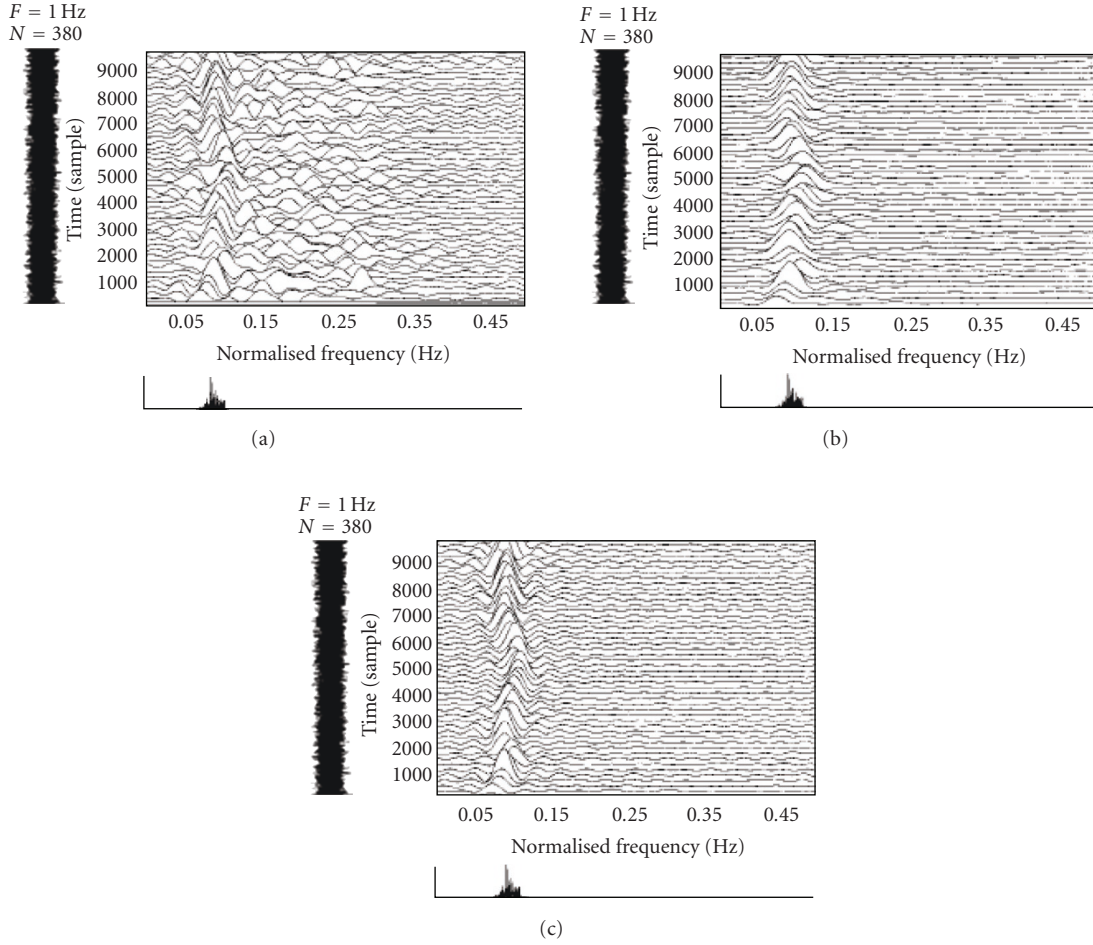 F = 1 Hz
N = 380
9000
8000
7000
6000
5000
4000
3000
2000
1000
Time (sample)
0.05 0.15 0.25 0.35 0.45
Normalised frequency (Hz)
(a)
F = 1 Hz
N = 380
9000
8000
7000
6000
5000
4000
3000
2000
1000
Time (sample)
0.05 0.15 0.25 0.35 0.45
Normalised frequency (Hz)
(b)
F = 1 Hz
N = 380
9000
8000
7000
6000
5000
4000
3000
2000
1000
Time (sample)
0.05 0.15 0.25 0.35 0.45
Normalised frequency (Hz)
(c)